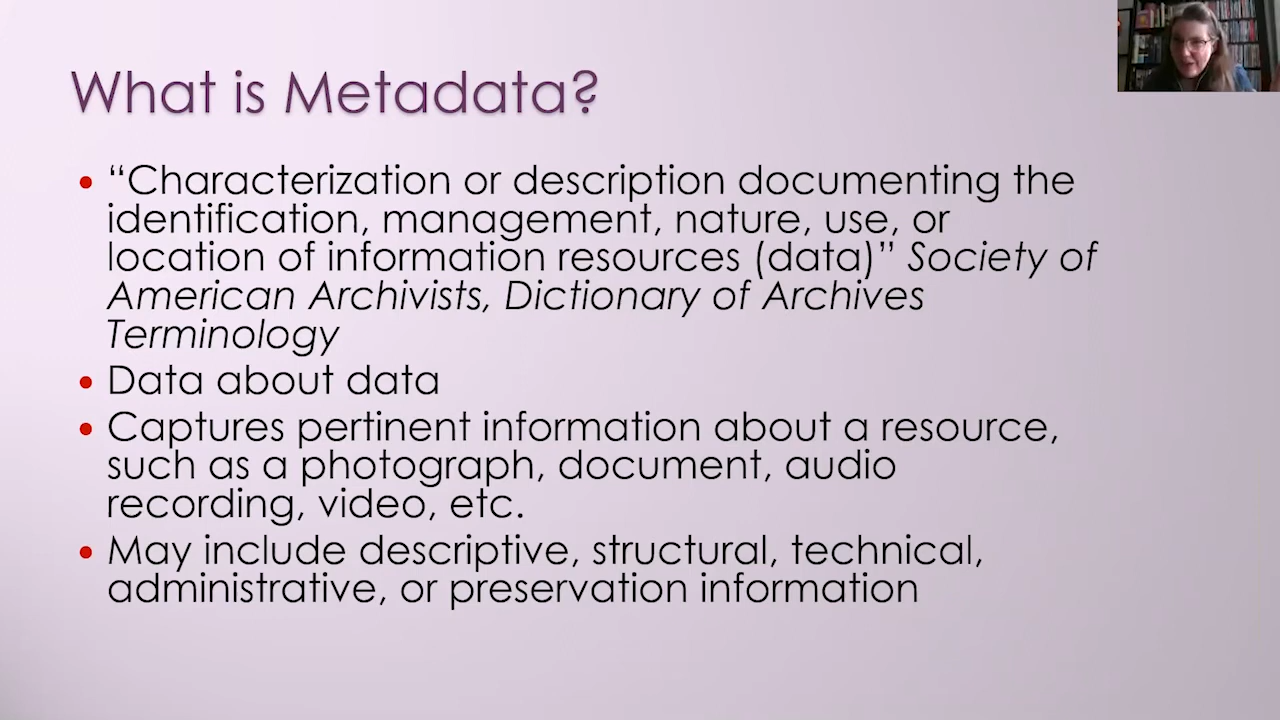 What is Metadata?
“Characterization or description documenting the
identification, management, nature, use, or
location of information resources (data)” Society of
American Archivists, Dictionary of Archives
Terminology
Data about data
Captures pertinent information about a resource,
such as a photograph, document, audio
recording, video, etc.
May include descriptive, structural, technical,
administrative, or preservation information